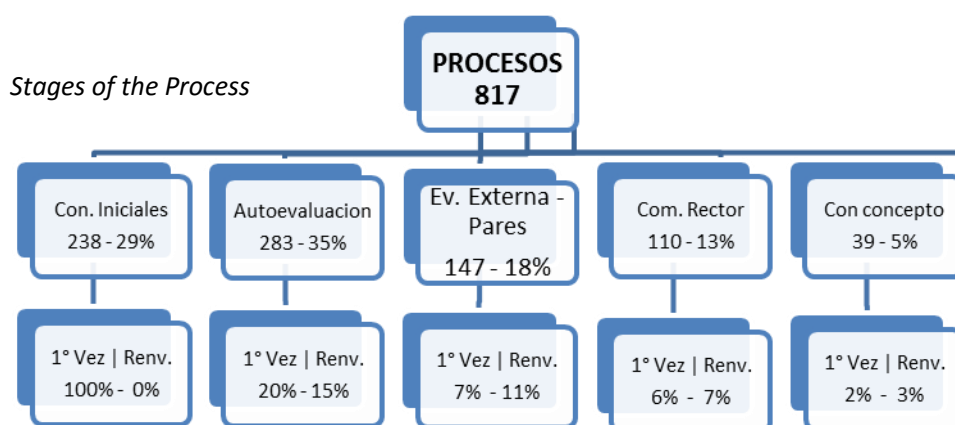 PROCESOS
817
Stages of the Process
Con. Iniciales
238 - 29%
Autoevaluacion
283 - 35%
Ev. Externa -
Pares
147 - 18%
Com. Rector
110 - 13%
Con concepto
39 - 5%
1° Vez | Renv.
100% - 0%
1° Vez | Renv.
20% - 15%
1° Vez | Renv.
7% - 11%
1° Vez | Renv.
6% - 7%
1° Vez | Renv.
2% - 3%